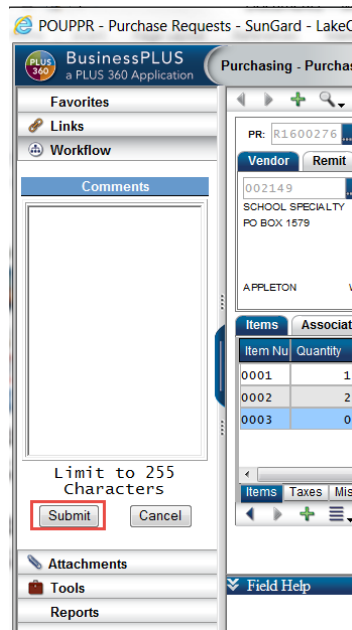 POUPPR - Purchase Requests - SunGard - LakeC
PLUS 360
BusinessPLUS
a PLUS 360 Application
Purchasing - Purchas
Favorites
Links
Workflow
PR: R1600276 ...
Vendor Remit
Comments
002149
SCHOOL SPECIALTY
PO BOX 1579
APPLETON
Items Associat
Item Nu Quantity
0001 1
0002 2
0003 0
Limit to 255
Characters
Items Taxes Mis
Submit Cancel
Attachments
Tools
Field Help
Reports